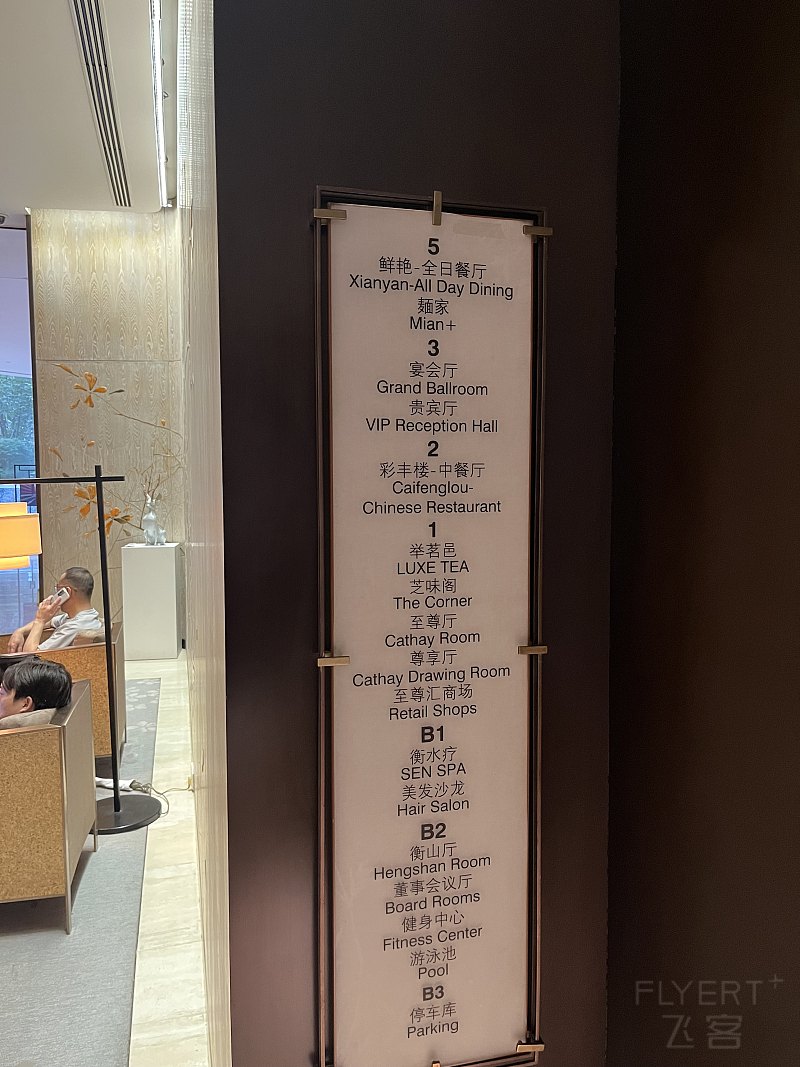 5
鲜艳-全日餐厅
Xianyan-All Day Dining
麺家
Mian+
3
宴会厅
Grand Ballroom
贵宾厅
VIP Reception Hall
2
彩丰楼-中餐厅
Caifenglou-
Chinese Restaurant
1
举茗邑
LUXE TEA
芝味阁
The Corner
至尊厅
Cathay Room
尊享厅
Cathay Drawing Room
至尊汇商场
Retail Shops
B1
衡水疗
SEN SPA
美发沙龙
Hair Salon
B2
衡山厅
Hengshan Room
董事会议厅
Board Rooms
健身中心
Fitness Center
游泳池
Pool
B3
停车库
Parking
FLYERT+
飞客